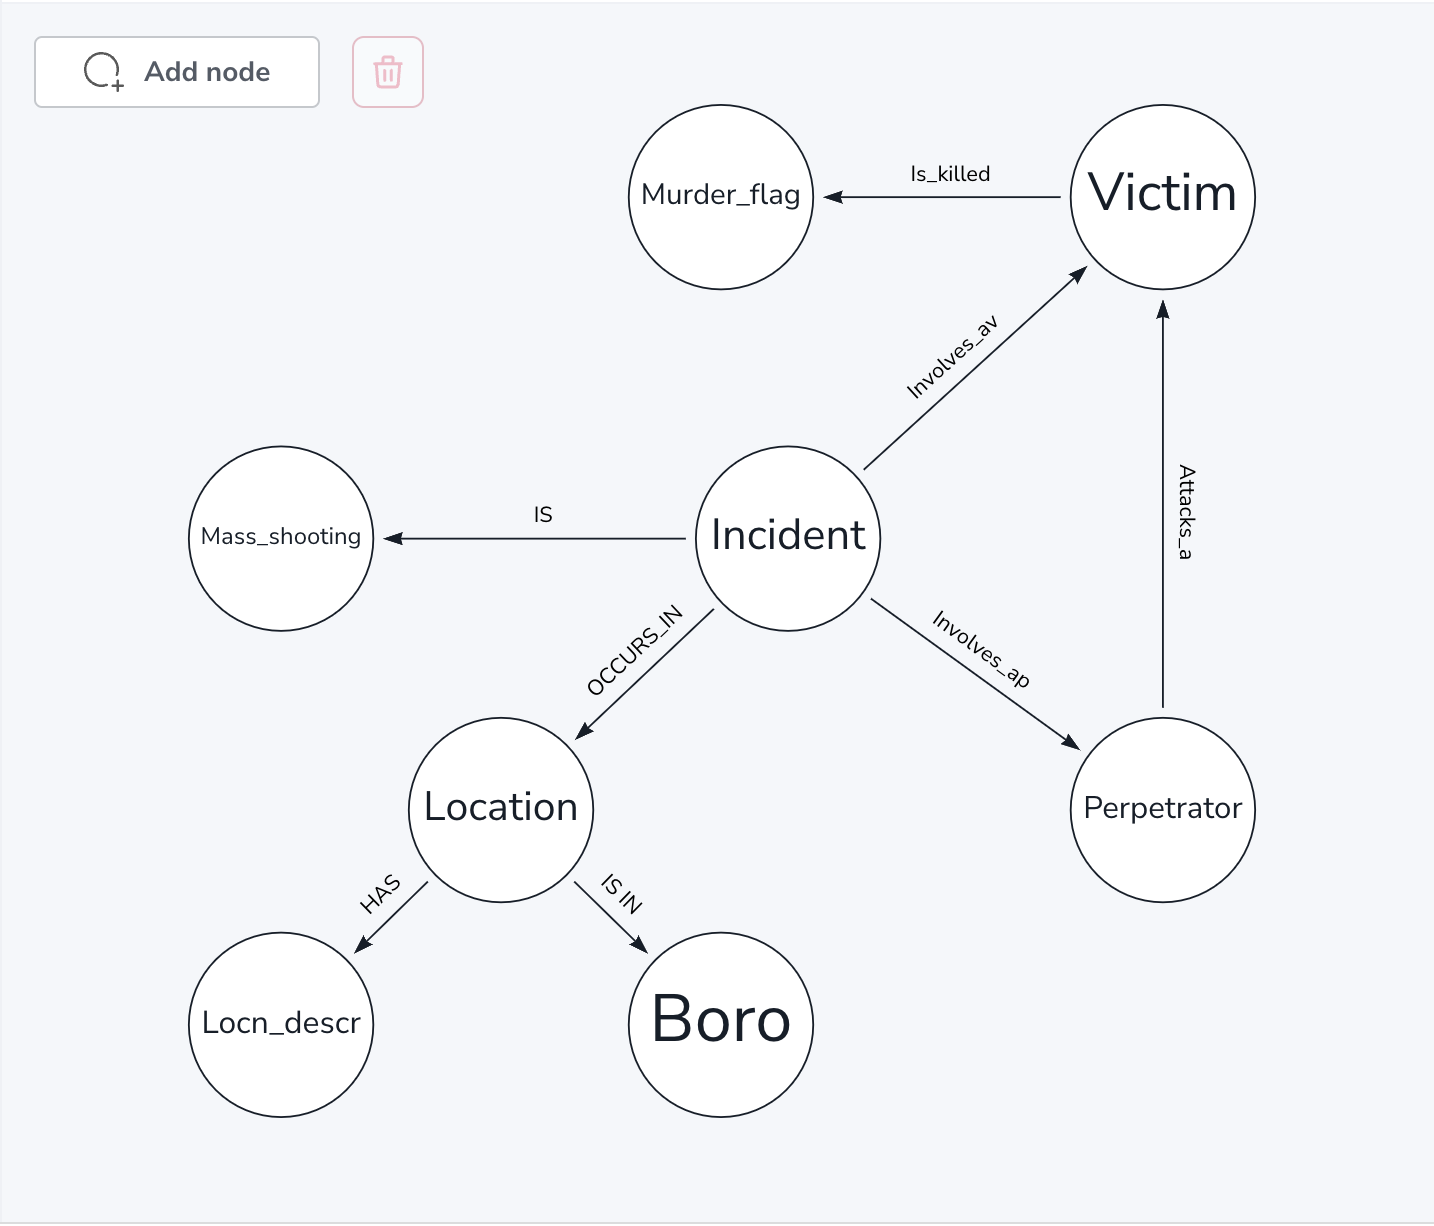 Add node
Murder_flag
Is_killed
Victim
Involves_av
Attacks_a
Mass_shooting
IS
Incident
OCCURS_IN
Involves_ap
Location
Perpetrator
HAS
IS IN
Locn_descr
Boro